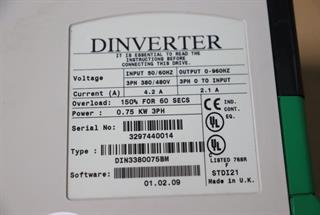 DINVERTER
IT IS ESSENTIAL TO READ THE
INSTRUCTIONS BEFORE
CONNECTING THIS DRIVE.
Voltage INPUT 50/60HZ OUTPUT 0-960HZ
3PH 380/480V 3PH 0 TO INPUT
Current (A) 4.2 A 2.1 A
Overload: 150% FOR 60 SECS
Power : 0.75 KW 3PH
IND.
CONT.
EQ.
Serial No:
3297440014
Type :
DIN3380075BM
LISTED 768R
STDI21
Software:
01.02.09
Made in U.K.